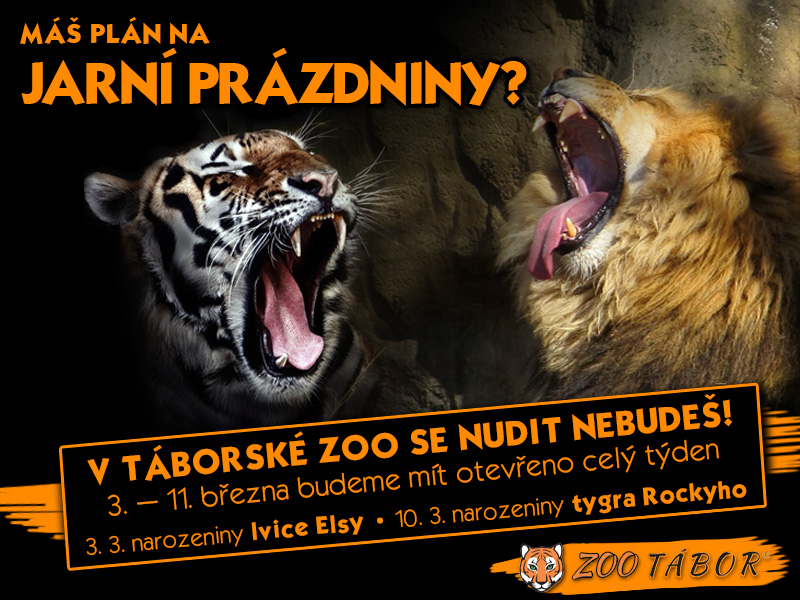 MÁŠ PLÁN NA
JARNÍ PRÁZDNINY?
V TÁBORSKÉ ZOO SE NUDIT NEBUDEŠ!
3. – 11. března budeme mít otevřeno celý týden
3. 3. narozeniny lvice Elsy • 10. 3. narozeniny tygra Rockyho
ZOO TÁBOR